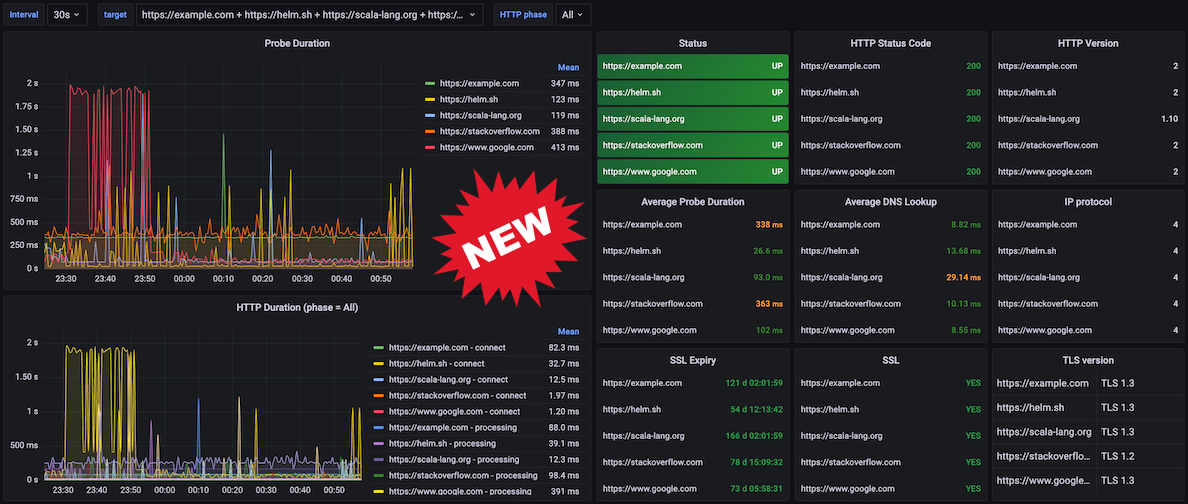 Interval 30s target https://example.com + https://helm.sh + https://scala-lang.org + https:/... HTTP phase All
Probe Duration
Mean
https://example.com 347 ms
https://helm.sh 123 ms
https://scala-lang.org 119 ms
https://stackoverflow.com 388 ms
https://www.google.com 413 ms
2 s
1.75 s
1.50 s
1.25 s
1 s
750 ms
500 ms
250 ms
0 s
23:30 23:40 23:50 00:00 00:10 00:20 00:30 00:40 00:50
NEW
HTTP Duration (phase = All)
Mean
https://example.com - connect 82.3 ms
https://helm.sh - connect 32.7 ms
https://scala-lang.org - connect 12.5 ms
https://stackoverflow.com - connect 1.97 ms
https://www.google.com - connect 1.20 ms
https://example.com - processing 88.0 ms
https://helm.sh - processing 39.1 ms
https://scala-lang.org - processing 12.3 ms
https://stackoverflow.com - processing 98.4 ms
https://www.google.com - processing 391 ms
2 s
1.50 s
1 s
500 ms
0 s
23:30 23:40 23:50 00:00 00:10 00:20 00:30 00:40 00:50
Status
https://example.com UP
https://helm.sh UP
https://scala-lang.org UP
https://stackoverflow.com UP
https://www.google.com UP
HTTP Status Code
https://example.com 200
https://helm.sh 200
https://scala-lang.org 200
https://stackoverflow.com 200
https://www.google.com 200
HTTP Version
https://example.com 2
https://helm.sh 2
https://scala-lang.org 1.10
https://stackoverflow.com 2
https://www.google.com 2
Average Probe Duration
https://example.com 338 ms
https://helm.sh 26.6 ms
https://scala-lang.org 93.0 ms
https://stackoverflow.com 363 ms
https://www.google.com 102 ms
Average DNS Lookup
https://example.com 8.82 ms
https://helm.sh 13.68 ms
https://scala-lang.org 29.14 ms
https://stackoverflow.com 10.13 ms
https://www.google.com 8.55 ms
IP protocol
https://example.com 4
https://helm.sh 4
https://scala-lang.org 4
https://stackoverflow.com 4
https://www.google.com 4
SSL Expiry
https://example.com 121 d 02:01:59
https://helm.sh 54 d 12:13:42
https://scala-lang.org 166 d 02:01:59
https://stackoverflow.com 78 d 15:09:32
https://www.google.com 73 d 05:58:31
SSL
https://example.com YES
https://helm.sh YES
https://scala-lang.org YES
https://stackoverflow.com YES
https://www.google.com YES
TLS version
https://example.com TLS 1.3
https://helm.sh TLS 1.3
https://scala-lang.org TLS 1.3
https://stackoverflo... TLS 1.2
https://www.google... TLS 1.3